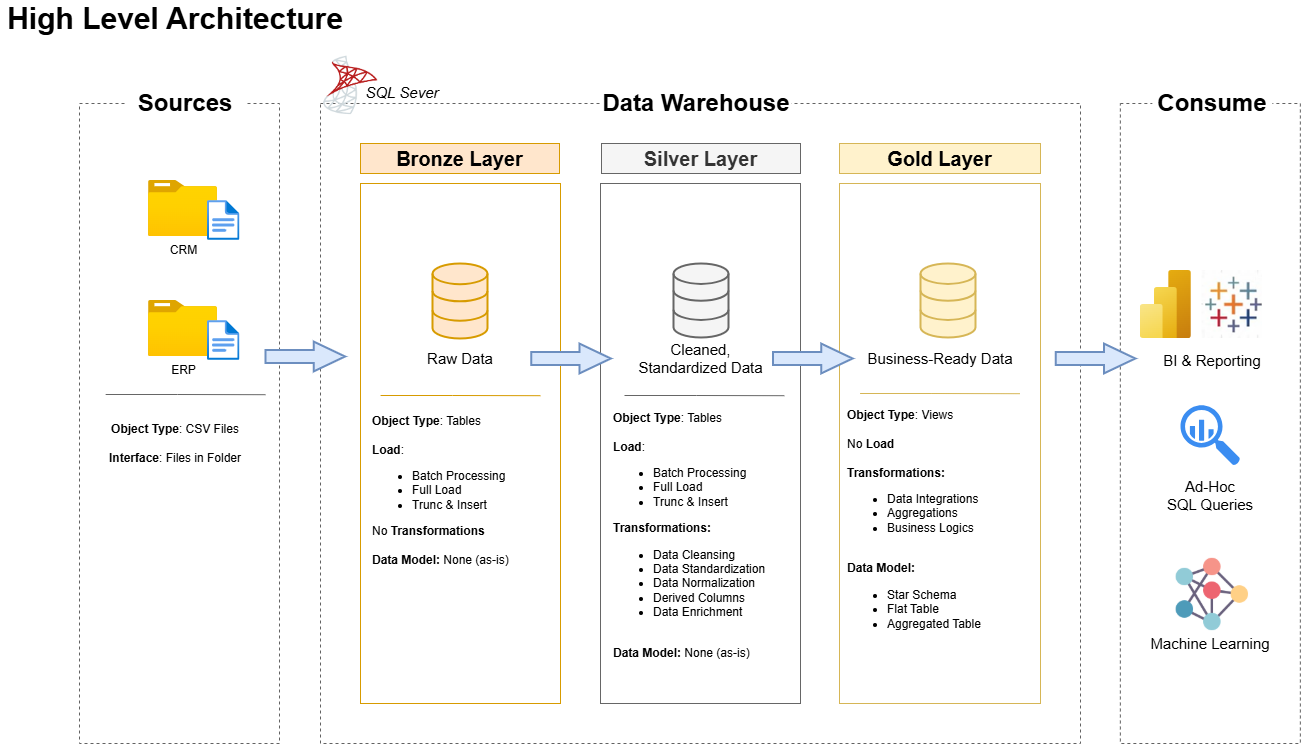 High Level Architecture
Sources
CRM
ERP
Object Type: CSV Files
Interface: Files in Folder
SQL Sever
Data Warehouse
Bronze Layer
Raw Data
Object Type: Tables
Load:
Batch Processing
Full Load
Trunc & Insert
No Transformations
Data Model: None (as-is)
Silver Layer
Cleaned,
Standardized Data
Object Type: Tables
Load:
Batch Processing
Full Load
Trunc & Insert
Transformations:
Data Cleansing
Data Standardization
Data Normalization
Derived Columns
Data Enrichment
Data Model: None (as-is)
Gold Layer
Business-Ready Data
Object Type: Views
No Load
Transformations:
Data Integrations
Aggregations
Business Logics
Data Model:
Star Schema
Flat Table
Aggregated Table
Consume
BI & Reporting
Ad-Hoc
SQL Queries
Machine Learning